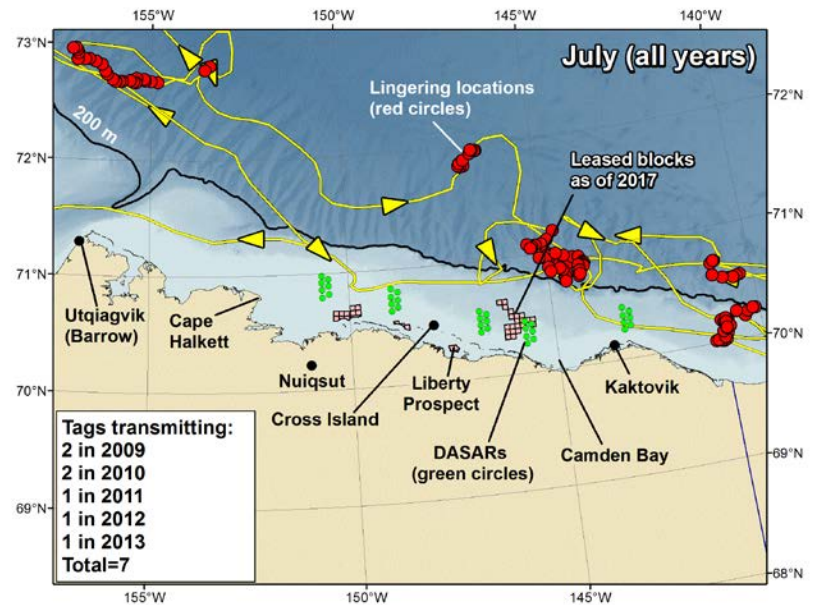 155°W
150°W
145°W
140°W
July (all years)
73°N
72°N
71°N
70°N
69°N
72°N
71°N
70°N
69°N
68°N
200 m
Lingering locations
(red circles)
Leased blocks
as of 2017
Utqiagvik
(Barrow)
Cape
Halkett
Nuiqsut
Cross Island
Liberty
Prospect
DASARs
(green circles)
Camden Bay
Kaktovik
Tags transmitting:
2 in 2009
2 in 2010
1 in 2011
1 in 2012
1 in 2013
Total=7
155°W
150°W
145°W